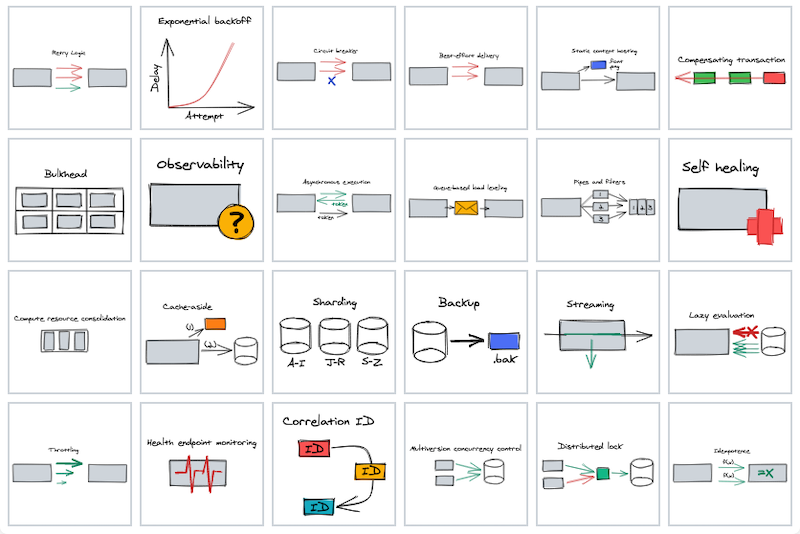 Retry Logic
Exponential backoff
Delay
Attempt
Circuit breaker
X
Best-effort delivery
Static content hosting
.font
.png
Compensating transaction
Bulkhead
Observability
?
Asynchronous execution
token
token
Queue-based load leveling
Pipes and filters
1
2
3
1 2 3
Self healing
Compute resource consolidation
Cache-aside
(1)
(2)
Sharding
A-I J-R S-Z
Backup
.bak
Streaming
Lazy evaluation
Throttling
Health endpoint monitoring
Correlation ID
ID
ID
ID
Multiversion concurrency control
Distributed lock
Idempotence
f(x)
f(x)
=X